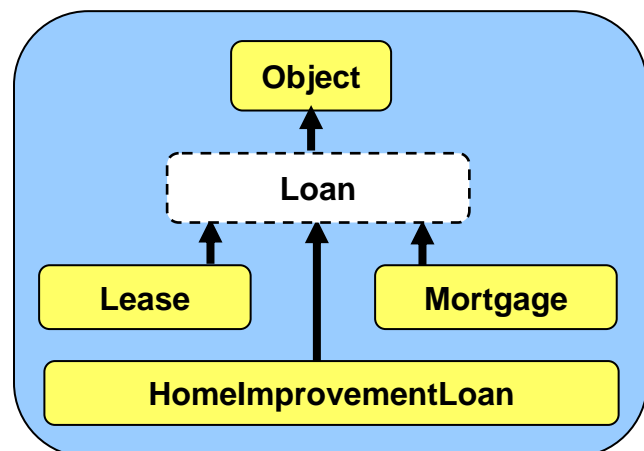 Object
Loan
Lease
Mortgage
HomeImprovementLoan